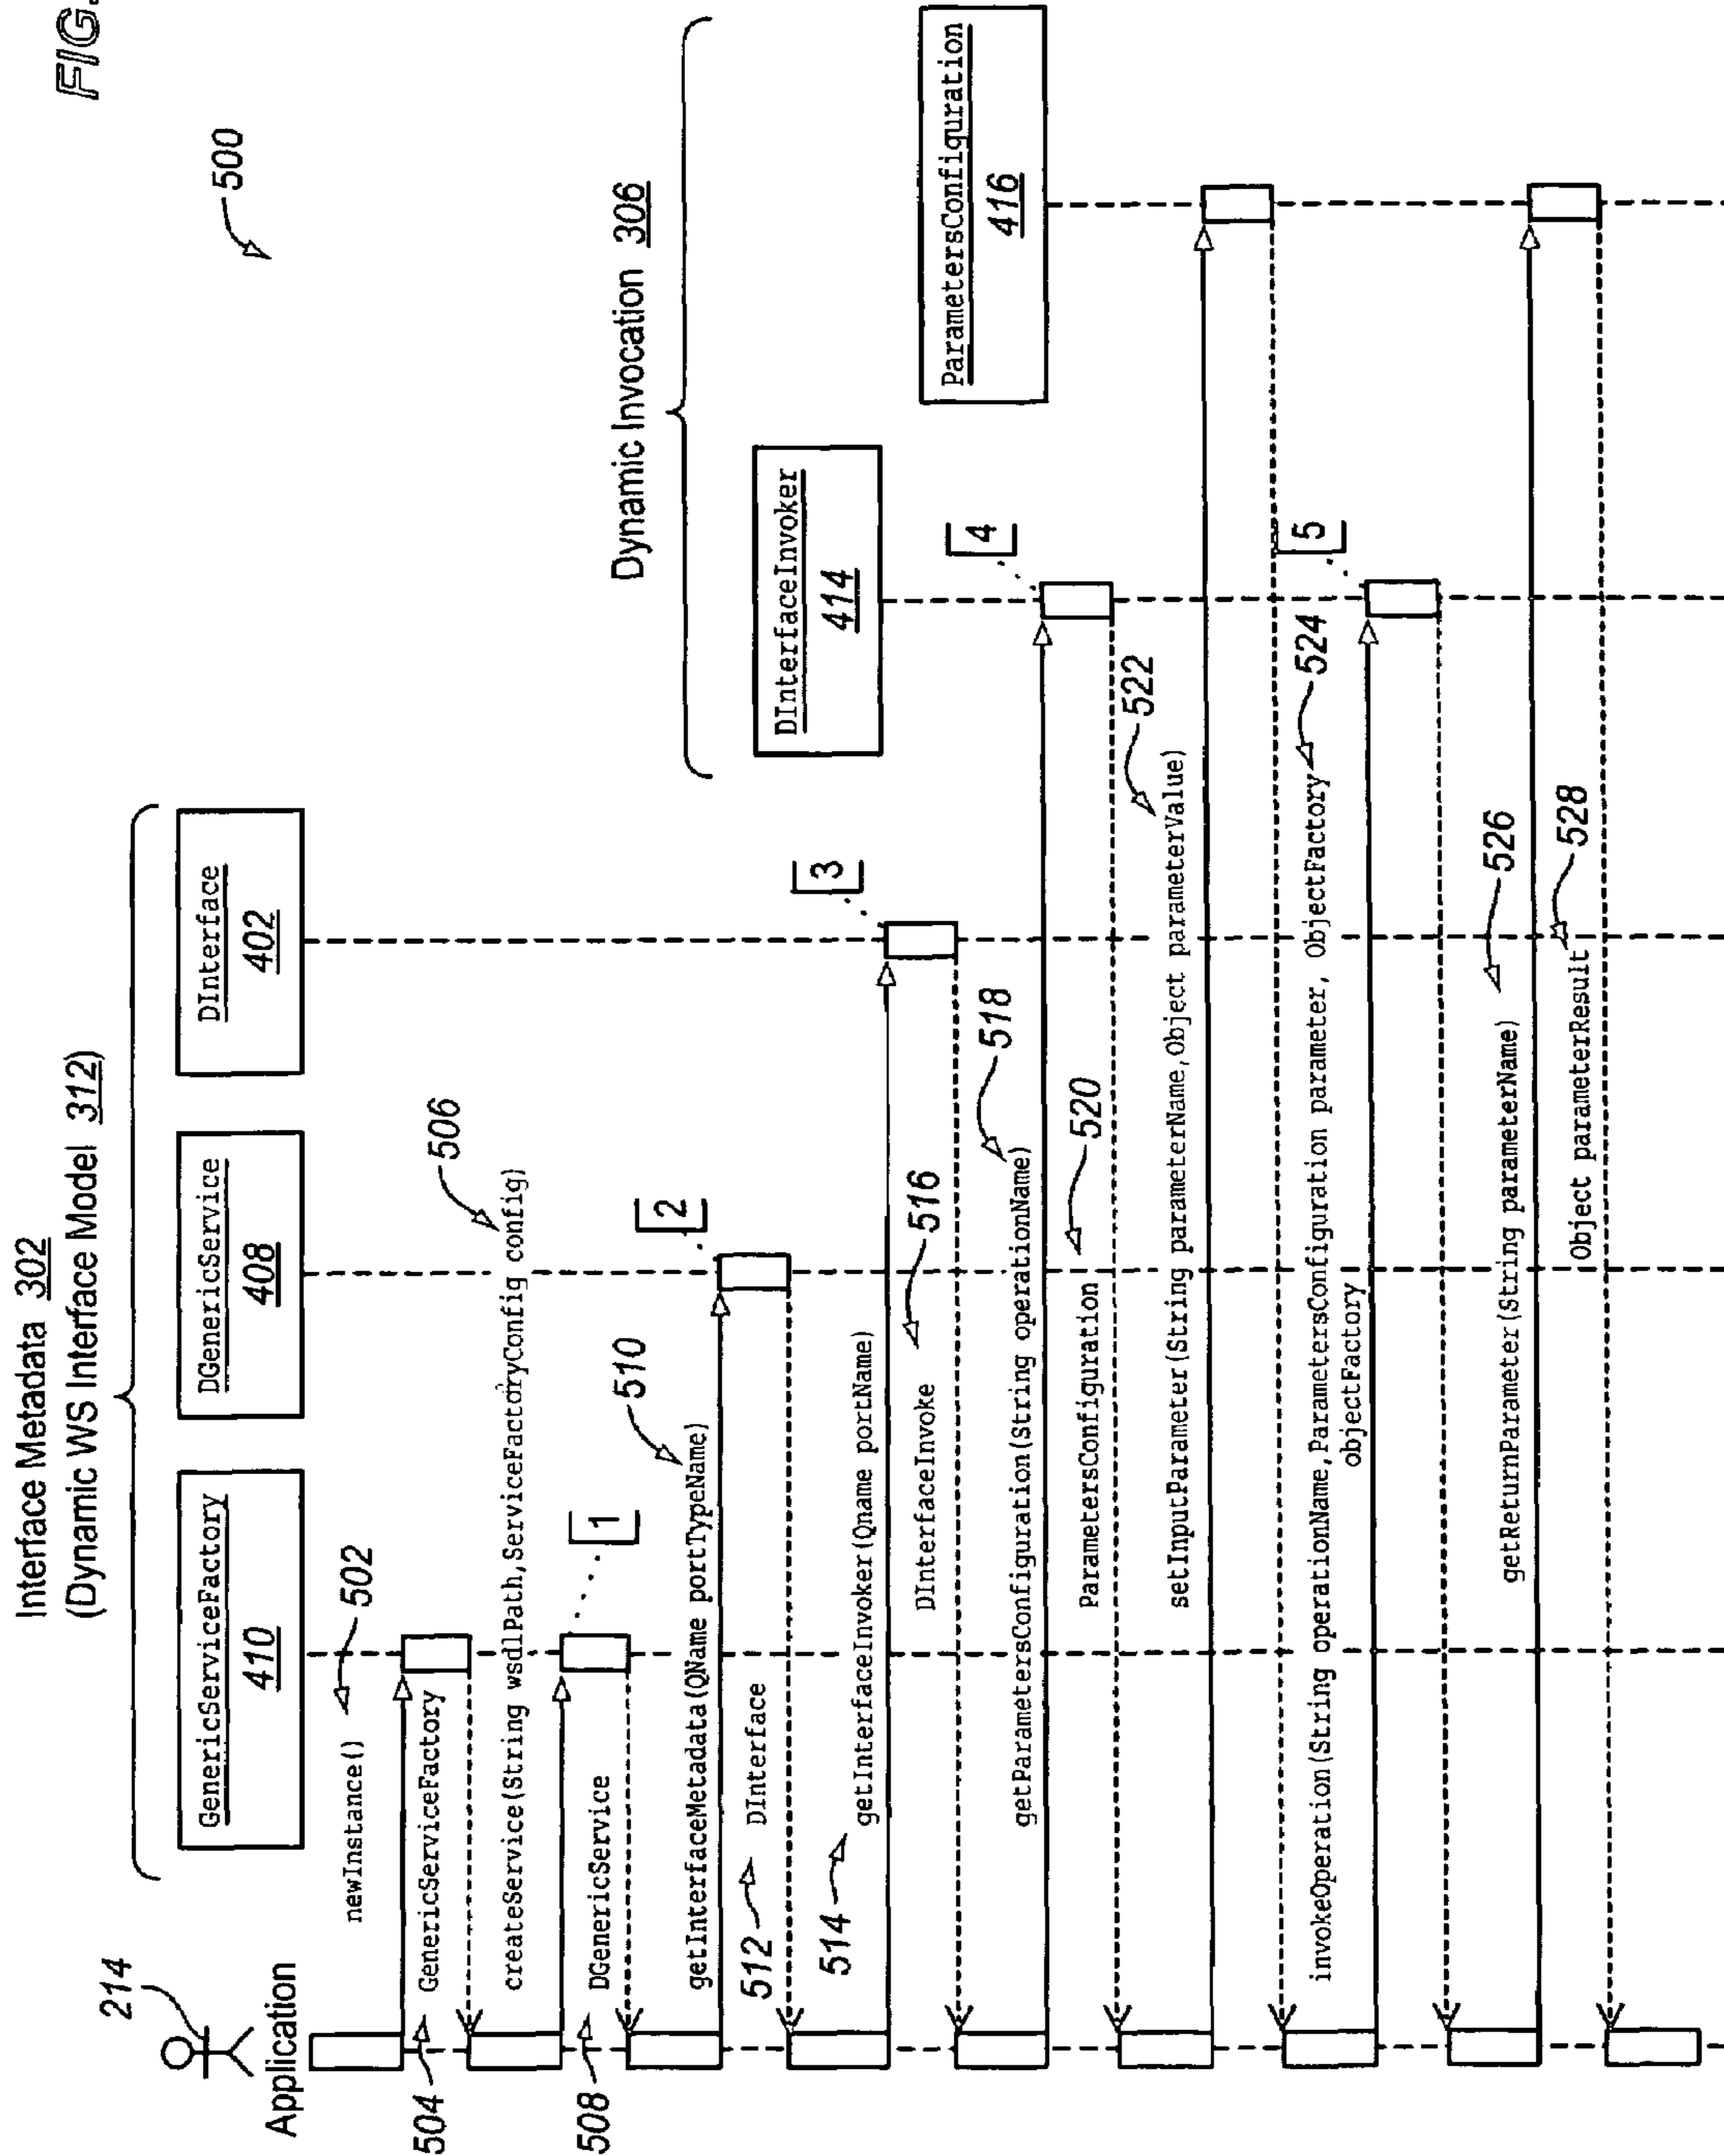 FIG.
500
Interface Metadata 302
(Dynamic WS Interface Model 312)
Dynamic Invocation 306
214
Application
GenericServiceFactory
410
DGenericService
408
DInterface
402
DInterfaceInvoker
414
ParametersConfiguration
416
newInstance()
502
504
GenericServiceFactory
createService(String wsdlPath,ServiceFactoryConfig config)
506
1
508
DGenericService
getInterfaceMetadata(QName portTypeName)
510
2
512
DInterface
514
getInterfaceInvoker(Qname portName)
3
DInterfaceInvoke
516
getParametersConfiguration(String operationName)
518
4
ParametersConfiguration
520
setInputParameter(String parameterName,Object parameterValue)
522
invokeOperation(String operationName,ParametersConfiguration parameter, ObjectFactory
objectFactory
524
5
getReturnParameter(String parameterName)
526
Object parameterResult
528